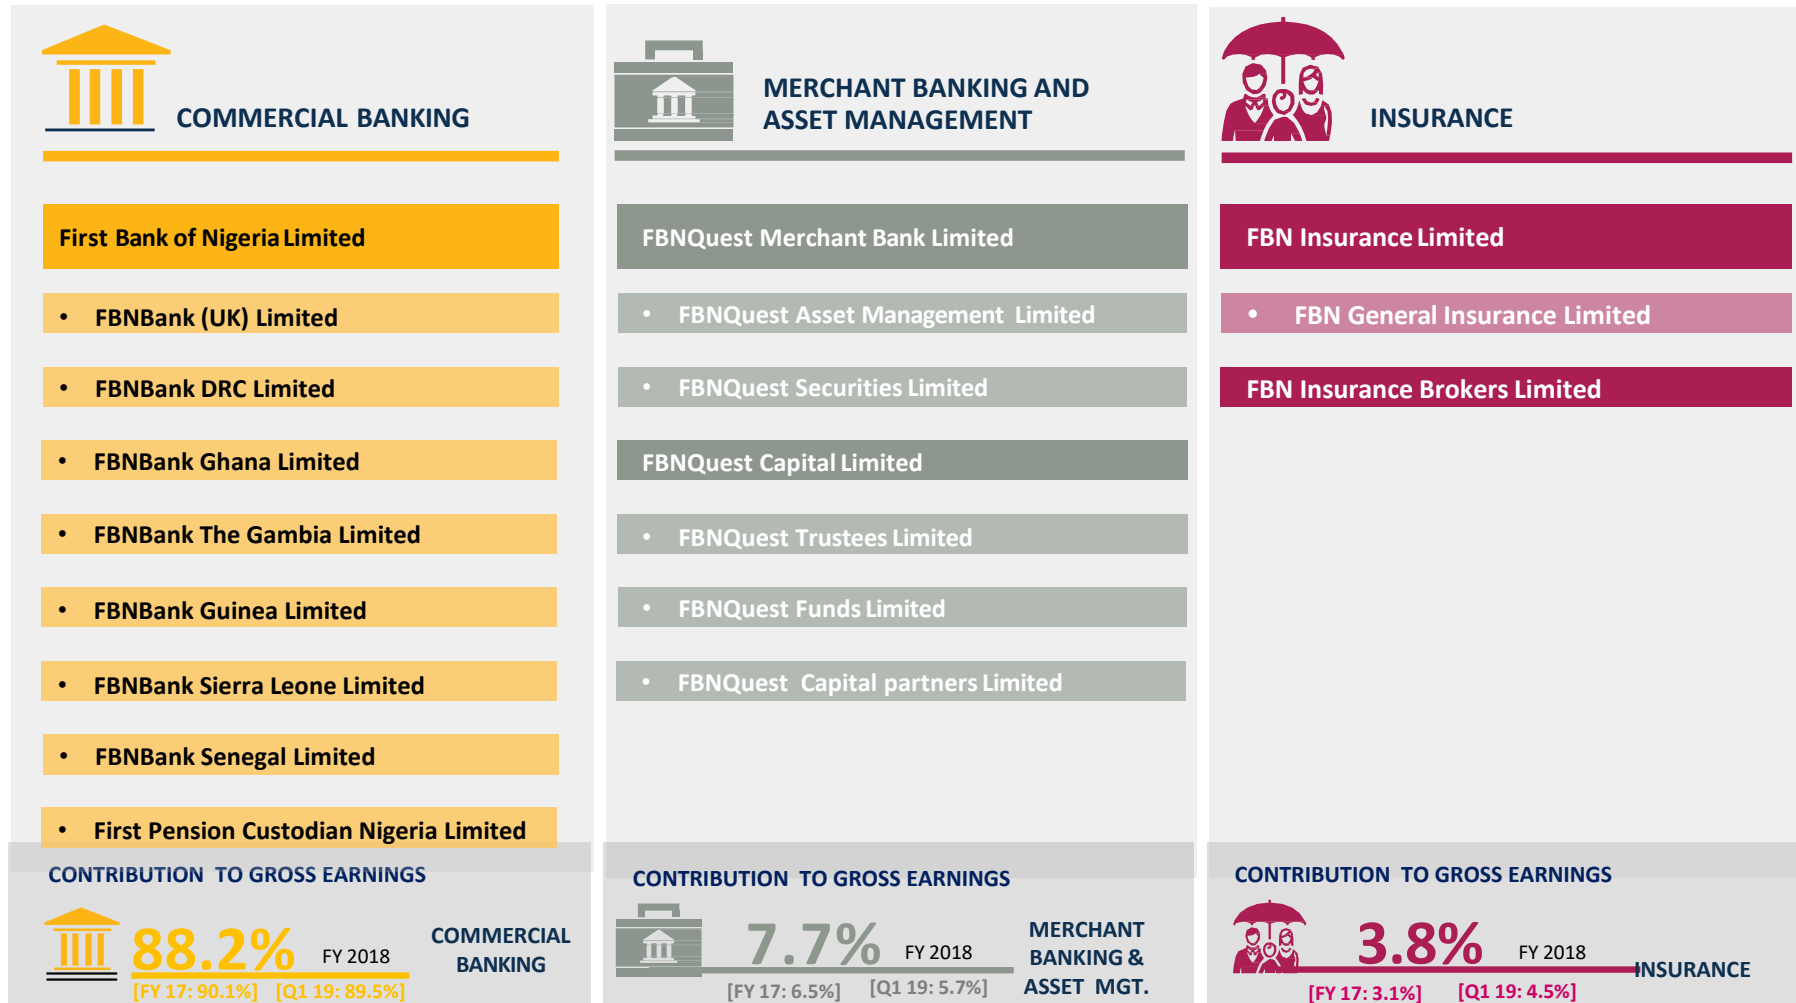 COMMERCIAL BANKING
First Bank of Nigeria Limited
• FBNBank (UK) Limited
• FBNBank DRC Limited
• FBNBank Ghana Limited
• FBNBank The Gambia Limited
• FBNBank Guinea Limited
• FBNBank Sierra Leone Limited
• FBNBank Senegal Limited
• First Pension Custodian Nigeria Limited
CONTRIBUTION TO GROSS EARNINGS
88.2% FY 2018
COMMERCIAL
BANKING
[FY 17: 90.1%] [Q1 19: 89.5%]
MERCHANT BANKING AND
ASSET MANAGEMENT
FBNQuest Merchant Bank Limited
• FBNQuest Asset Management Limited
• FBNQuest Securities Limited
FBNQuest Capital Limited
• FBNQuest Trustees Limited
• FBNQuest Funds Limited
• FBNQuest Capital partners Limited
CONTRIBUTION TO GROSS EARNINGS
7.7% FY 2018
MERCHANT
BANKING &
ASSET MGT.
[FY 17: 6.5%] [Q1 19: 5.7%]
INSURANCE
FBN Insurance Limited
• FBN General Insurance Limited
FBN Insurance Brokers Limited
CONTRIBUTION TO GROSS EARNINGS
3.8% FY 2018
INSURANCE
[FY 17: 3.1%] [Q1 19: 4.5%]